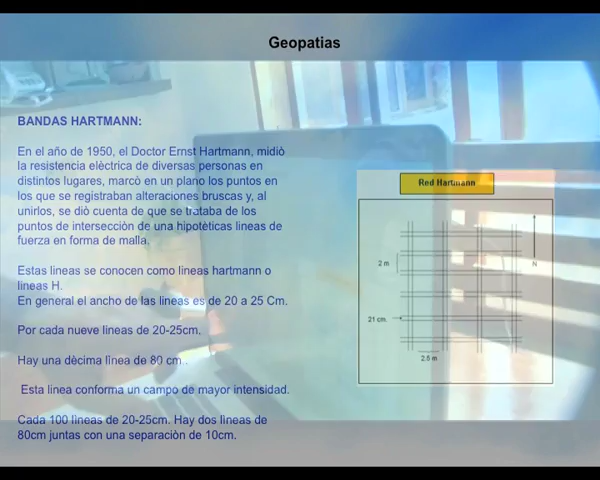 Geopatias
BANDAS HARTMANN:
En el año de 1950, el Doctor Ernst Hartmann, midiò
la resistencia elèctrica de diversas personas en
distintos lugares, marcò en un plano los puntos en
los que se registraban alteraciones bruscas y, al
unirlos, se diò cuenta de que se trataba de los
puntos de intersecciòn de una hipotèticas lineas de
fuerza en forma de malla.
Estas lineas se conocen como lineas hartmann o
lineas H.
En general el ancho de las lineas es de 20 a 25 Cm.
Por cada nueve lineas de 20-25cm.
Hay una dècima lìnea de 80 cm..
Esta linea conforma un campo de mayor intensidad.
Cada 100 lìneas de 20-25cm. Hay dos lìneas de
80cm juntas con una separaciòn de 10cm.
Red Hartmann
2 m
N
21 cm.
2.5 m